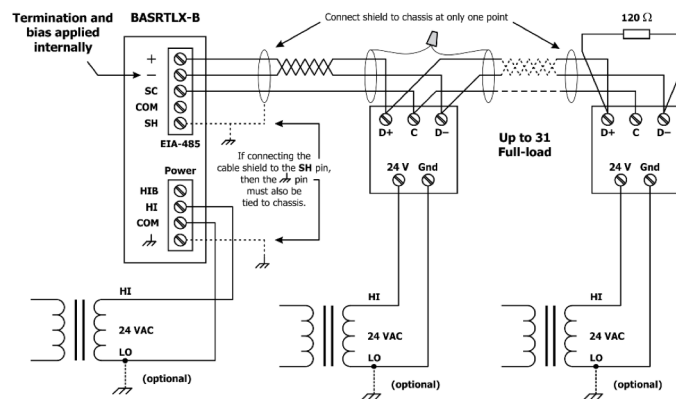 Termination and
bias applied
internally
BASRTLX-B
Connect shield to chassis at only one point
120 Ω
+
−
SC
COM
SH
EIA-485
D+ C D−
24 V Gnd
Up to 31
Full-load
D+ C D−
24 V Gnd
If connecting the
cable shield to the SH pin,
then the pin
must also be
tied to chassis.
Power
HIB
HI
COM
HI
24 VAC
LO
(optional)
HI
24 VAC
LO
(optional)
HI
24 VAC
LO
(optional)